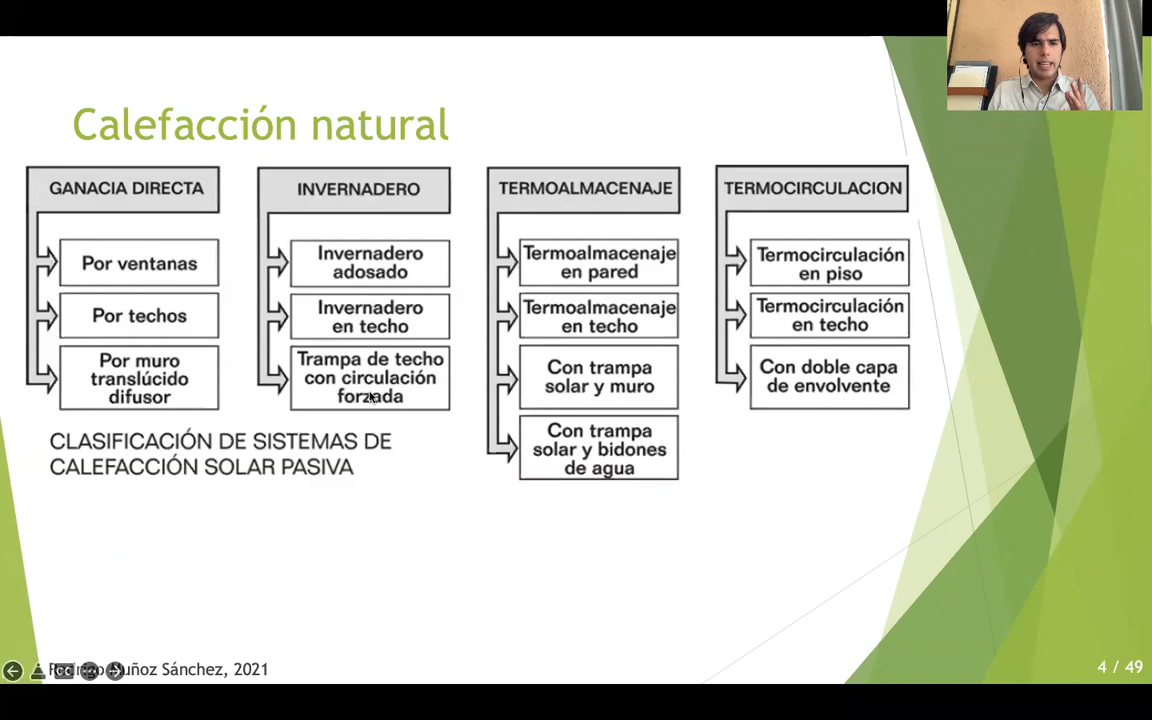 Calefacción natural
GANACIA DIRECTA
Por ventanas
Por techos
Por muro
translúcido
difusor
INVERNADERO
Invernadero
adosado
Invernadero
en techo
Trampa de techo
con circulación
forzada
TERMOALMACENAJE
Termoalmacenaje
en pared
Termoalmacenaje
en techo
Con trampa
solar y muro
Con trampa
solar y bidones
de agua
TERMOCIRCULACION
Termocirculación
en piso
Termocirculación
en techo
Con doble capa
de envolvente
CLASIFICACIÓN DE SISTEMAS DE
CALEFACCIÓN SOLAR PASIVA
Rodrigo Muñoz Sánchez, 2021
4 / 49